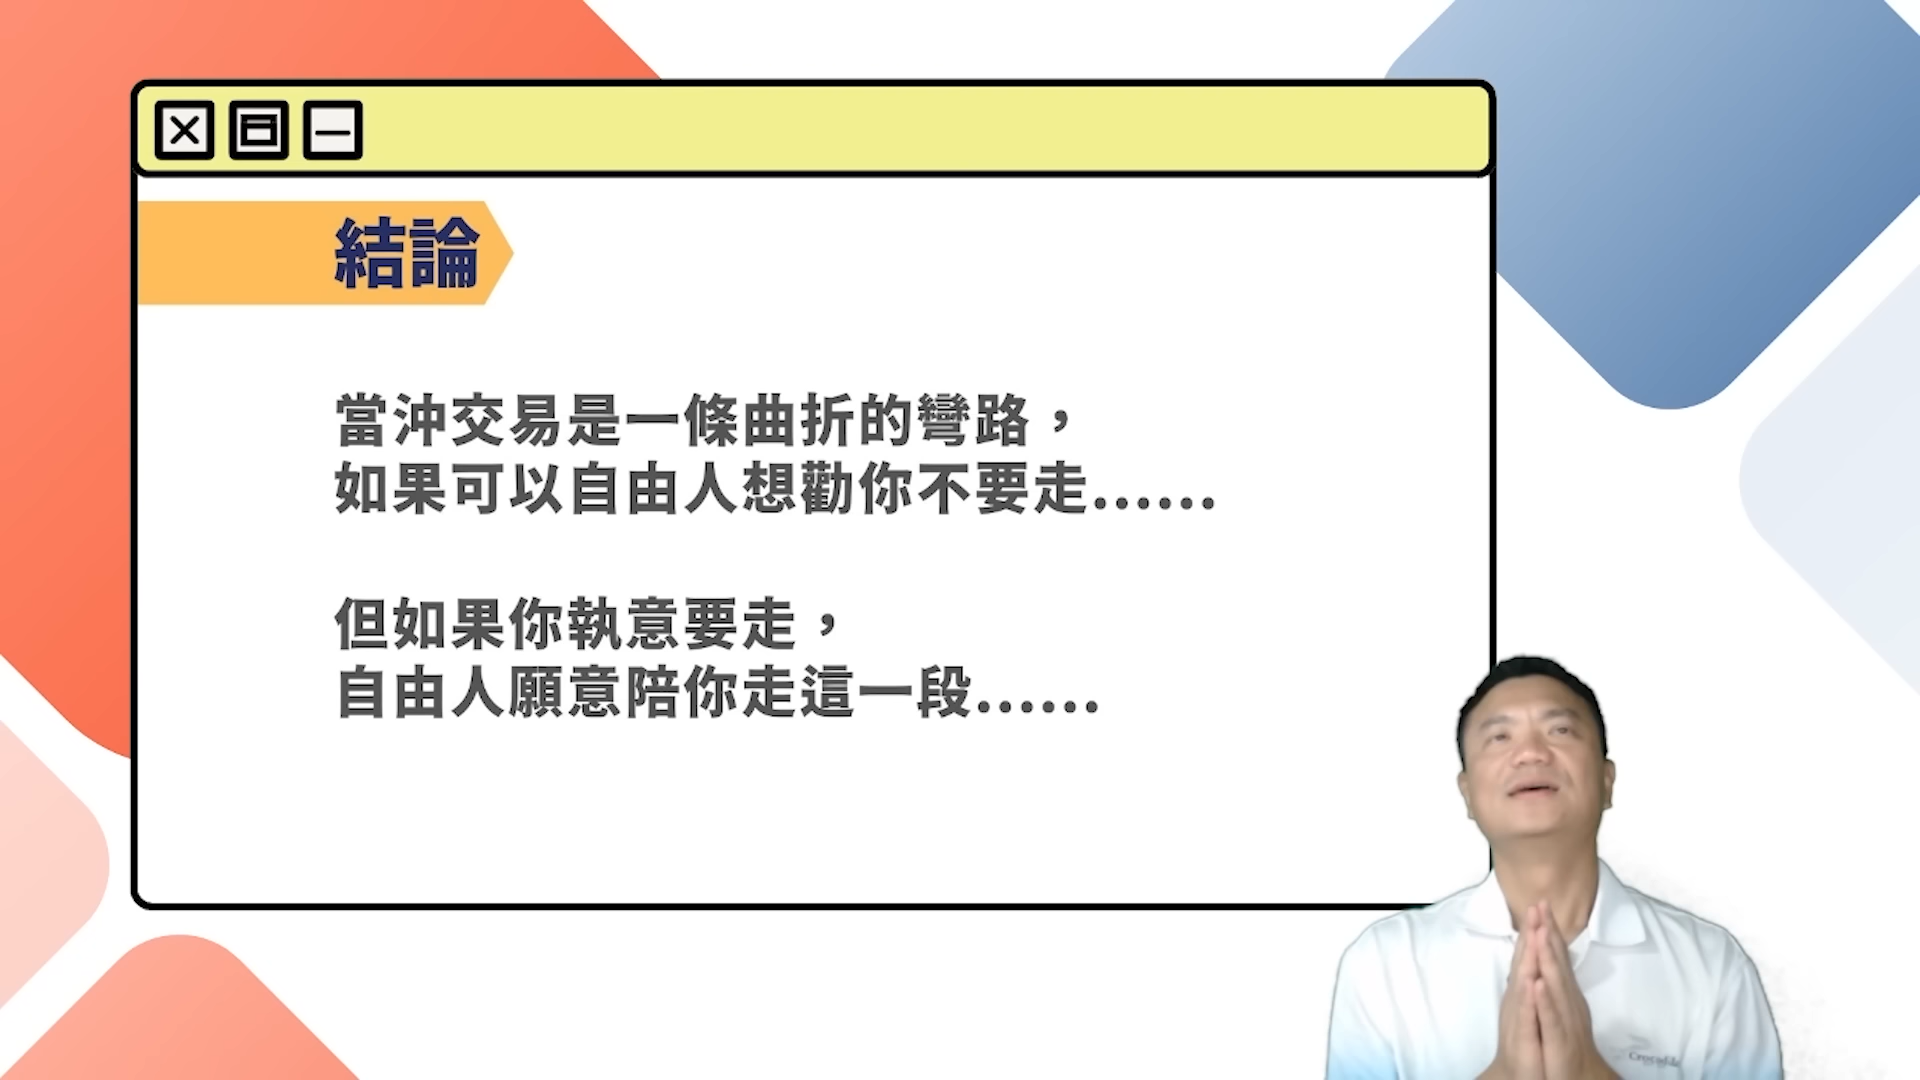 結論
當沖交易是一條曲折的彎路，
如果可以自由人想勸你不要走......
但如果你執意要走，
自由人願意陪你走這一段......
Crocodile